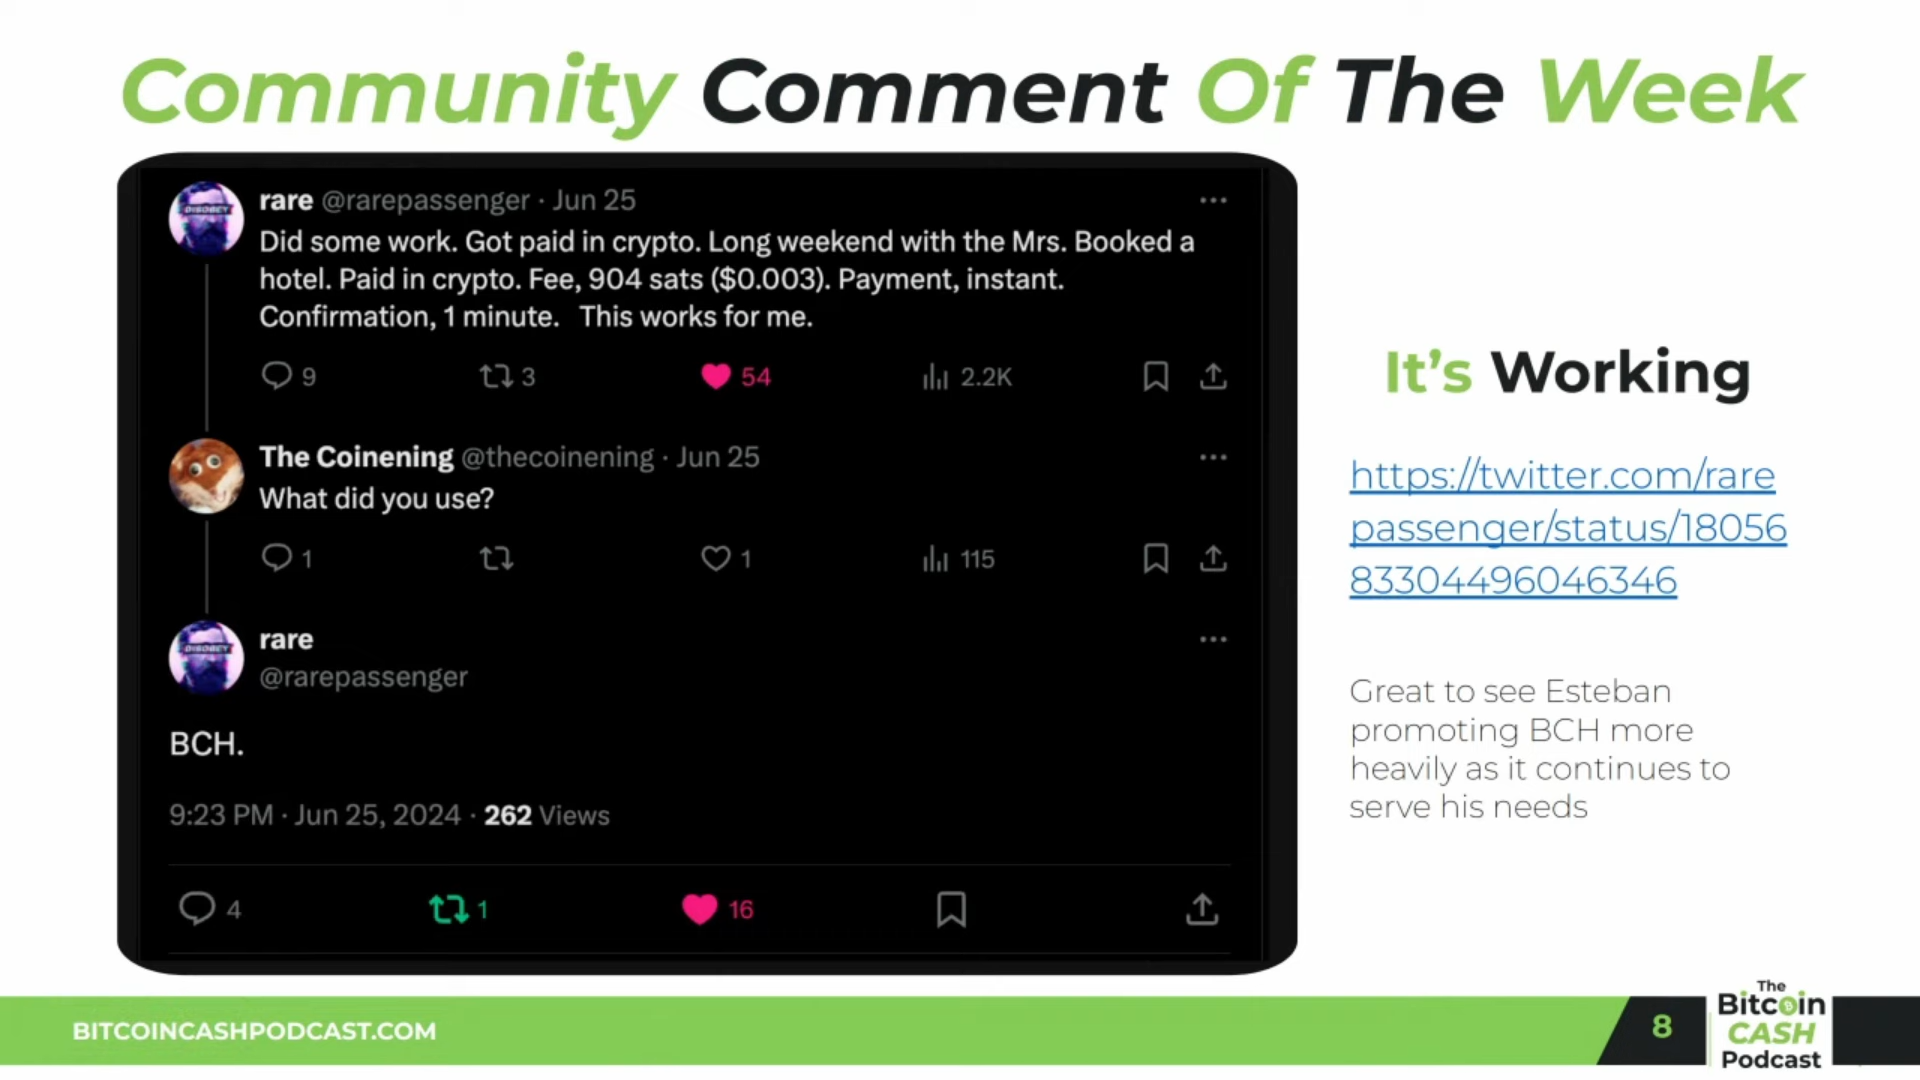 Community Comment Of The Week
rare @rarepassenger · Jun 25
Did some work. Got paid in crypto. Long weekend with the Mrs. Booked a
hotel. Paid in crypto. Fee, 904 sats ($0.003). Payment, instant.
Confirmation, 1 minute.   This works for me.
9 3 54 2.2K
The Coinening @thecoinening · Jun 25
What did you use?
1 1 115
rare
@rarepassenger
BCH.
9:23 PM · Jun 25, 2024 · 262 Views
4 1 16
It's Working
https://twitter.com/rare
passenger/status/18056
83304496046346
Great to see Esteban
promoting BCH more
heavily as it continues to
serve his needs
BITCOINCASHPODCAST.COM
8
The
Bitcoin
CASH
Podcast
DISOBEY
DISOBEY